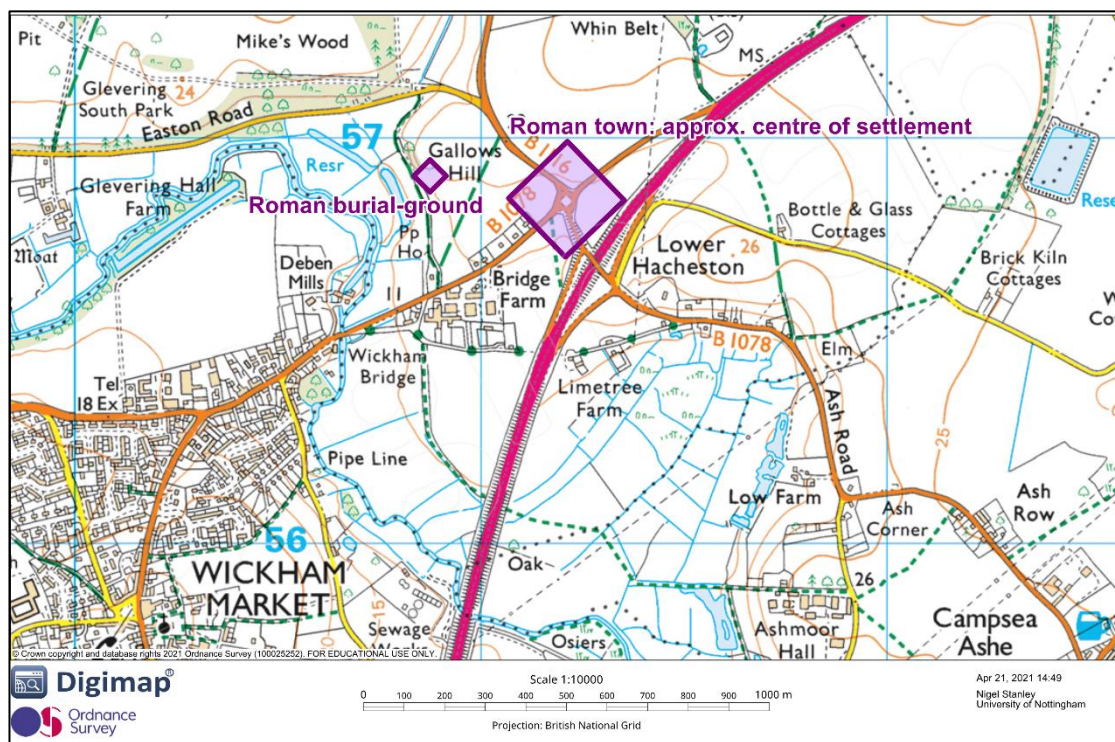 Pit
Mike's Wood
Whin Belt
MS
Glevering
South Park
24
Easton Road
57
Resr
Gallows
Hill
B 1116
Roman town: approx. centre of settlement
Glevering Hall
Farm
Roman burial-ground
B 1078
Pp
Ho
Moat
Deben
Mills
11
Bridge
Farm
Lower
Hacheston
26
Bottle & Glass
Cottages
Brick Kiln
Cottages
Rese
W
Co
Wickham
Bridge
B 1078
Elm
Limetree
Farm
Tel
18 Ex
Ash Road
25
Pipe Line
Low Farm
Ash
Corner
Ash
Row
56
WICKHAM
MARKET
Oak
26
15
Sewage
Works
Osiers
Ashmoor
Hall
Campsea
Ashe
© Crown copyright and database rights 2021 Ordnance Survey (100025252). FOR EDUCATIONAL USE ONLY.
Digimap®
Ordnance
Survey
Scale 1:10000
0 100 200 300 400 500 600 700 800 900 1000 m
Projection: British National Grid
Apr 21, 2021 14:49
Nigel Stanley
University of Nottingham